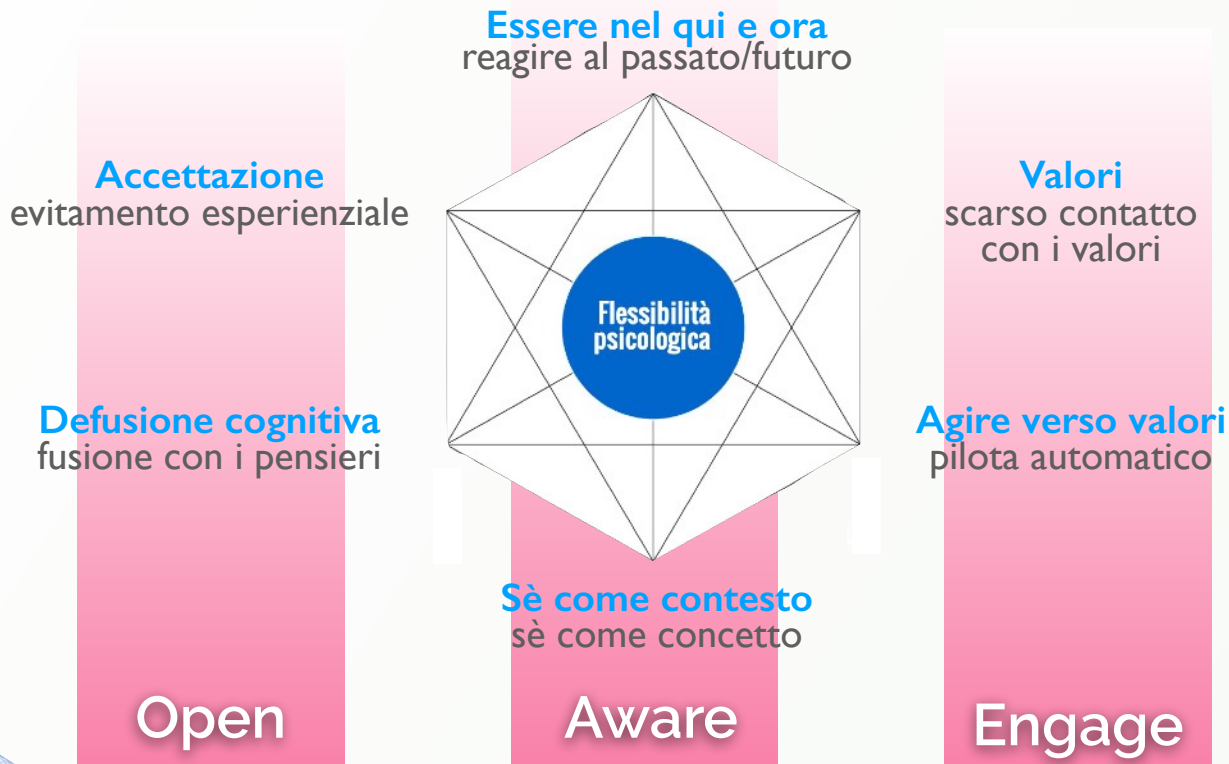 Essere nel qui e ora
reagire al passato/futuro
Accettazione
evitamento esperienziale
Valori
scarso contatto
con i valori
Flessibilità
psicologica
Defusione cognitiva
fusione con i pensieri
Agire verso valori
pilota automatico
Sè come contesto
sè come concetto
Open
Aware
Engage